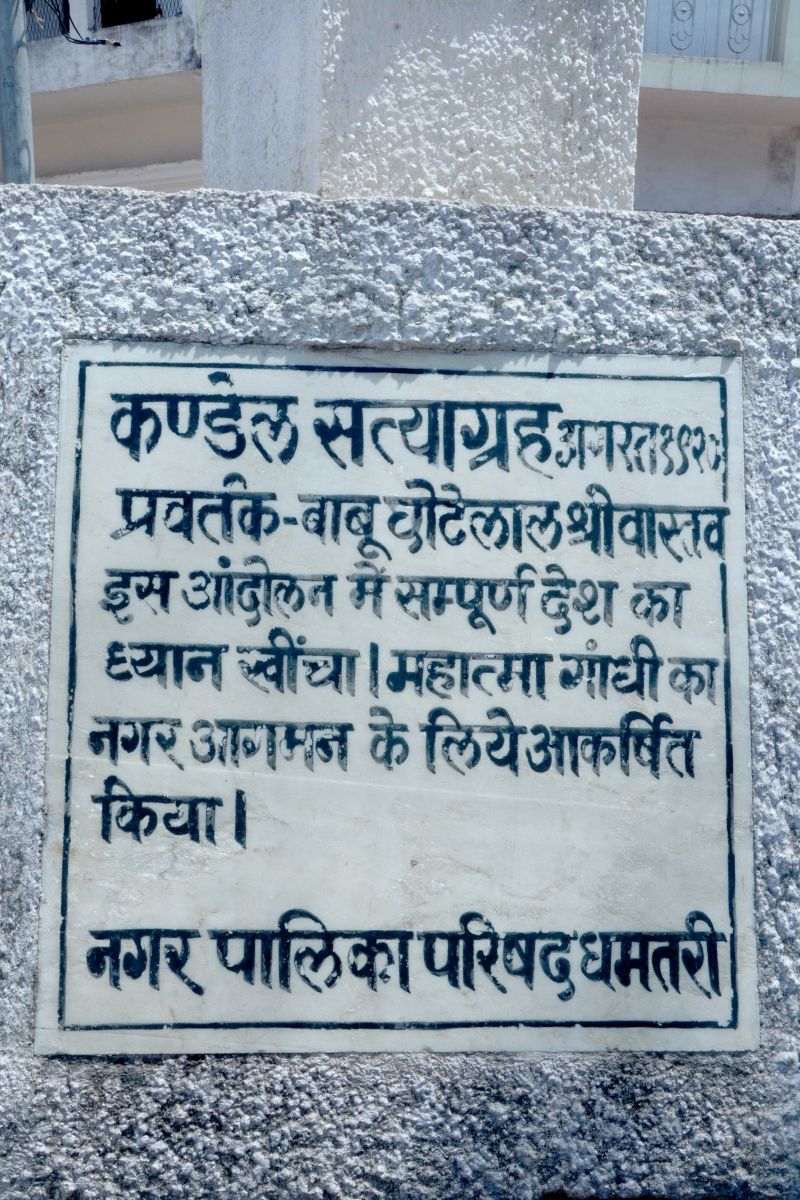 कण्डेल सत्याग्रह अगस्त १९२०
प्रवर्तक-बाबू छोटेलाल श्रीवास्तव
इस आंदोलन में सम्पूर्ण देश का
ध्यान खींचा। महात्मा गांधी का
नगर आगमन के लिये आकर्षित
किया।
नगर पालिका परिषद धमतरी